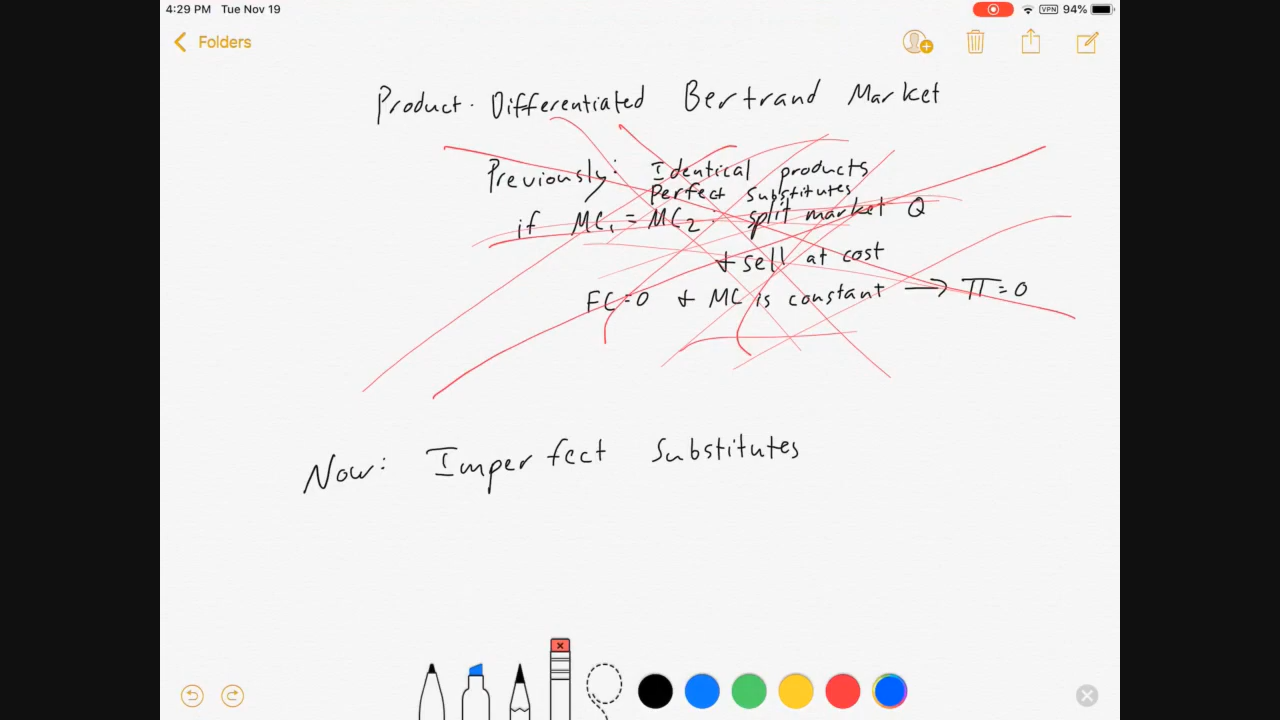 4:29 PM Tue Nov 19
VPN 94%
Folders
Product-Differentiated Bertrand Market
Previously: Identical products
Perfect Substitutes
if MC₁ = MC₂ : split market Q
+ sell at cost
FC=0 + MC is constant → π=0
Now: Imperfect Substitutes